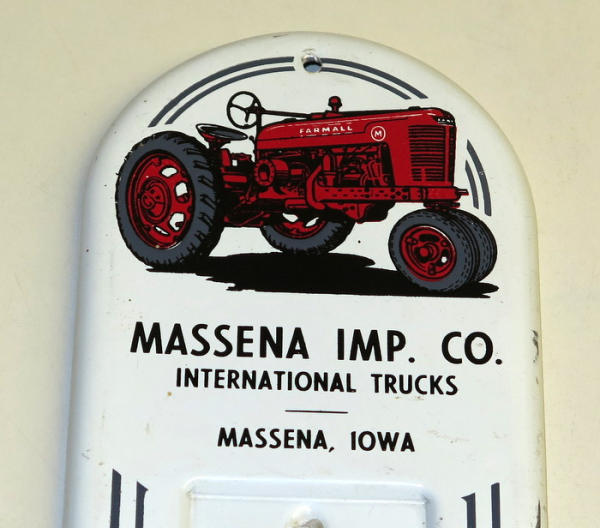 FARMALL
M
MASSENA IMP. CO.
INTERNATIONAL TRUCKS
MASSENA, IOWA